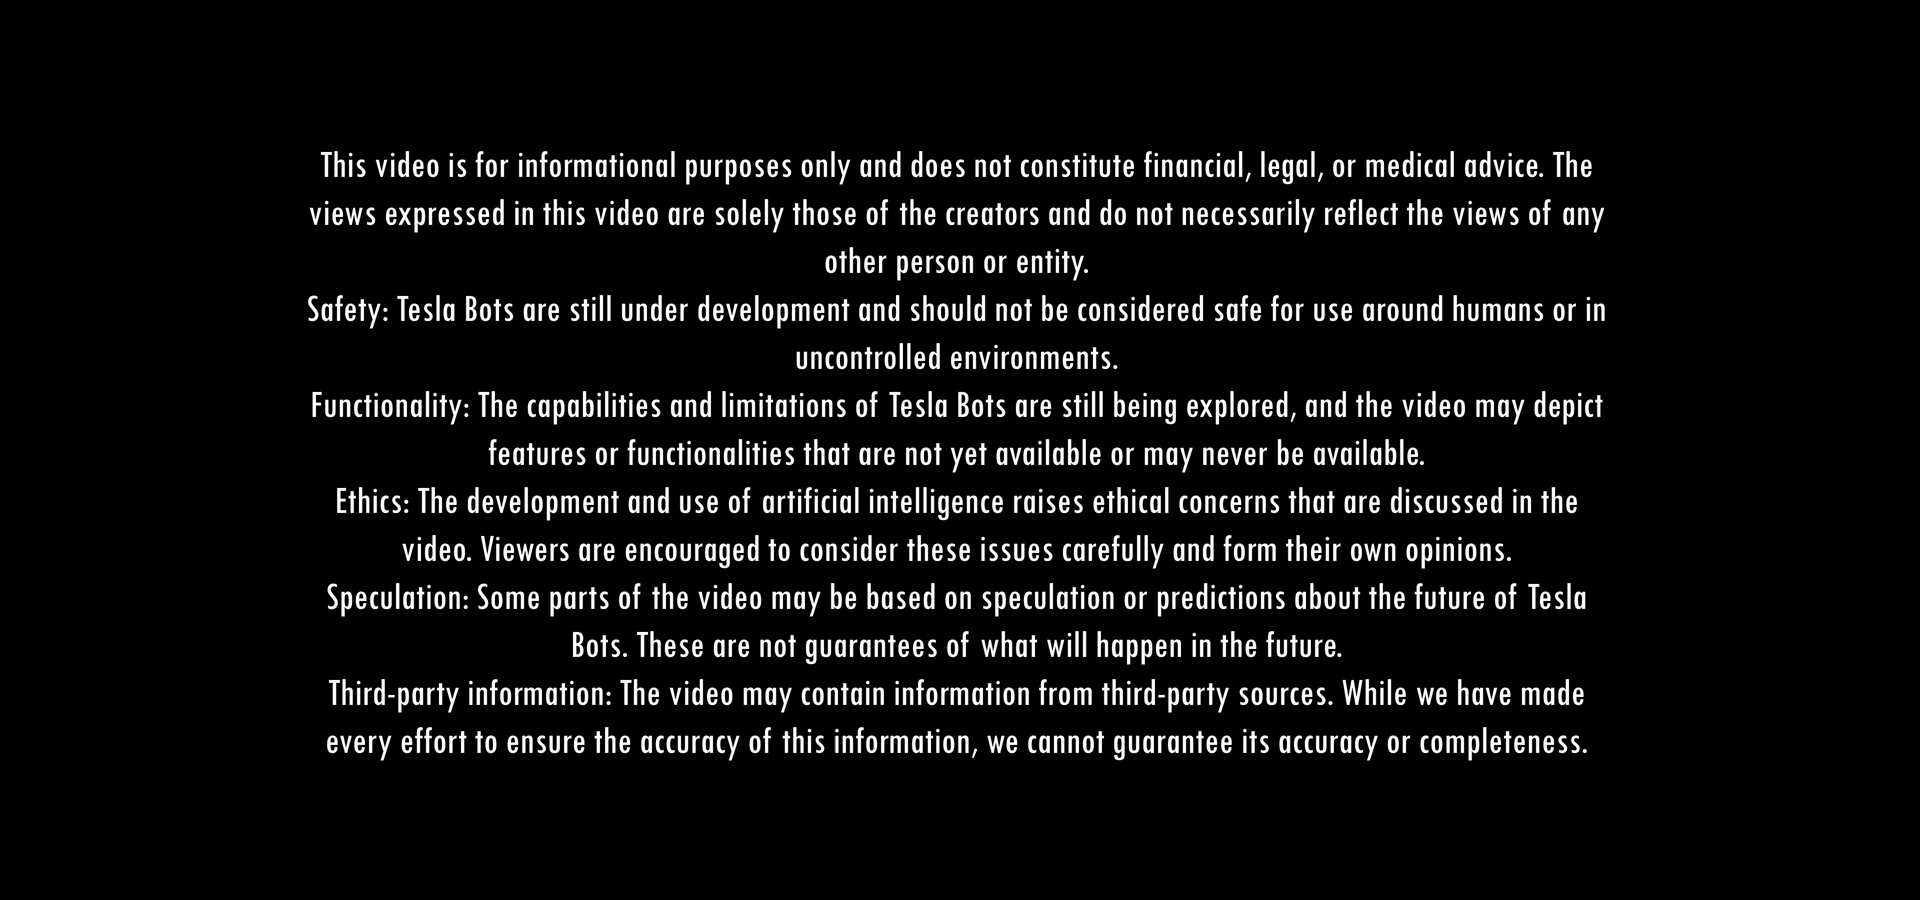 This video is for informational purposes only and does not constitute financial, legal, or medical advice. The
views expressed in this video are solely those of the creators and do not necessarily reflect the views of any
other person or entity.
Safety: Tesla Bots are still under development and should not be considered safe for use around humans or in
uncontrolled environments.
Functionality: The capabilities and limitations of Tesla Bots are still being explored, and the video may depict
features or functionalities that are not yet available or may never be available.
Ethics: The development and use of artificial intelligence raises ethical concerns that are discussed in the
video. Viewers are encouraged to consider these issues carefully and form their own opinions.
Speculation: Some parts of the video may be based on speculation or predictions about the future of Tesla
Bots. These are not guarantees of what will happen in the future.
Third-party information: The video may contain information from third-party sources. While we have made
every effort to ensure the accuracy of this information, we cannot guarantee its accuracy or completeness.